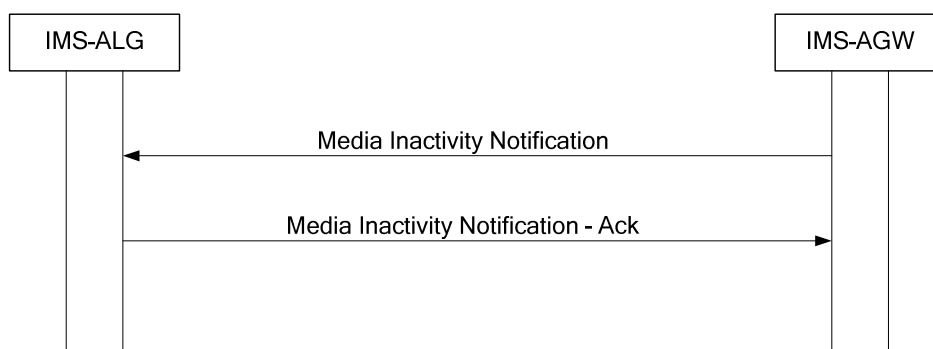 IMS-ALG
IMS-AGW
Media Inactivity Notification
Media Inactivity Notification - Ack